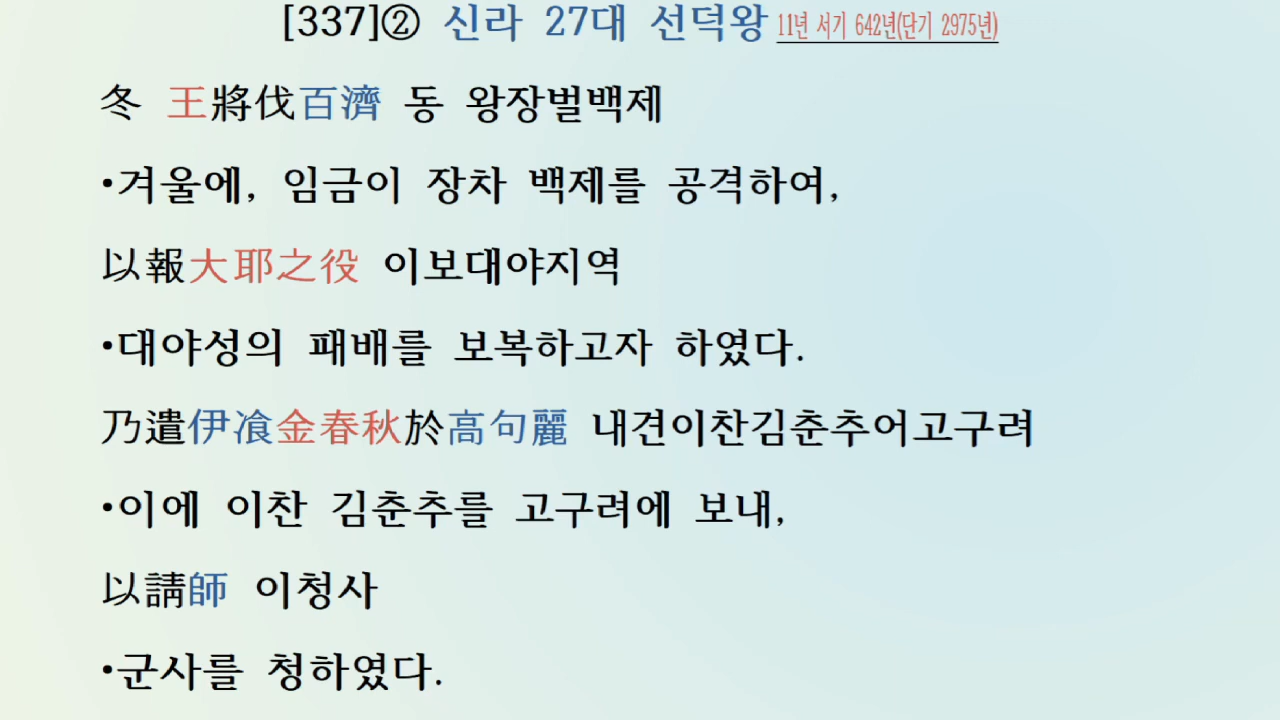 [337]② 신라 27대 선덕왕 11년 서기 642년(단기 2975년)
冬 王將伐百濟 동 왕장벌백제
•겨울에, 임금이 장차 백제를 공격하여,
以報大耶之役 이보대야지역
•대야성의 패배를 보복하고자 하였다.
乃遣伊飡金春秋於高句麗 내견이찬김춘추어고구려
•이에 이찬 김춘추를 고구려에 보내,
以請師 이청사
•군사를 청하였다.